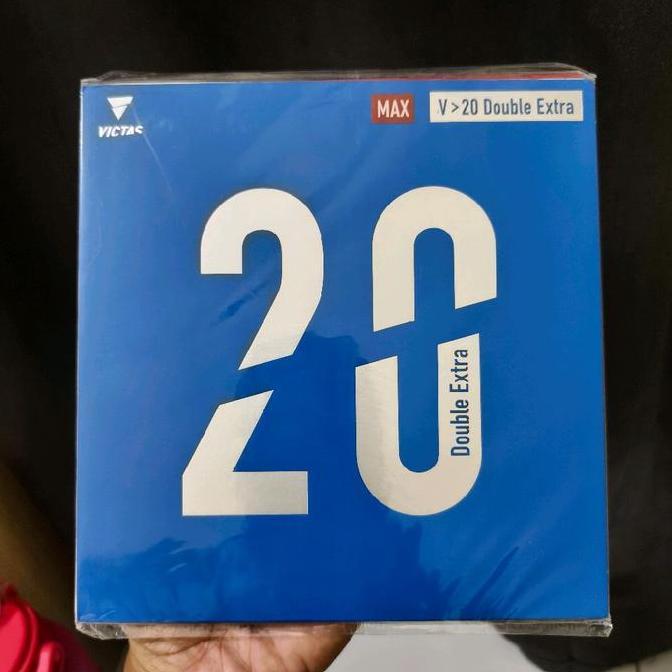 VICTAS
MAX
V>20 Double Extra
20
Double Extra